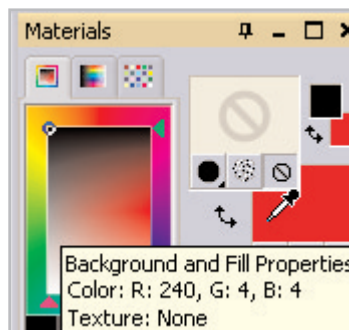 Materials
Background and Fill Properties
Color: R: 240, G: 4, B: 4
Texture: None